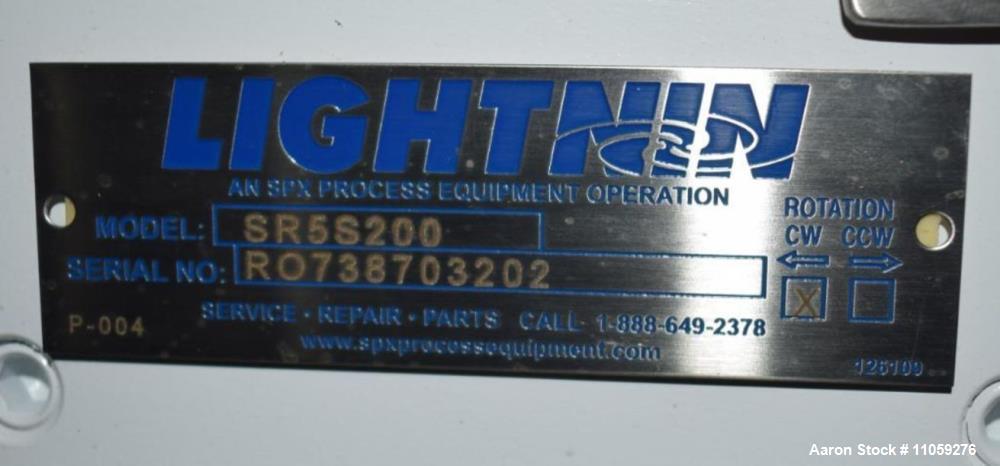 LIGHTNIN
AN SPX PROCESS EQUIPMENT OPERATION
MODEL: SR5S200
SERIAL NO: RO738703202
ROTATION
CW CCW
X
SERVICE · REPAIR · PARTS CALL 1-888-649-2378
P-004
www.spxprocessequipment.com
126109
Aaron Stock # 11059276